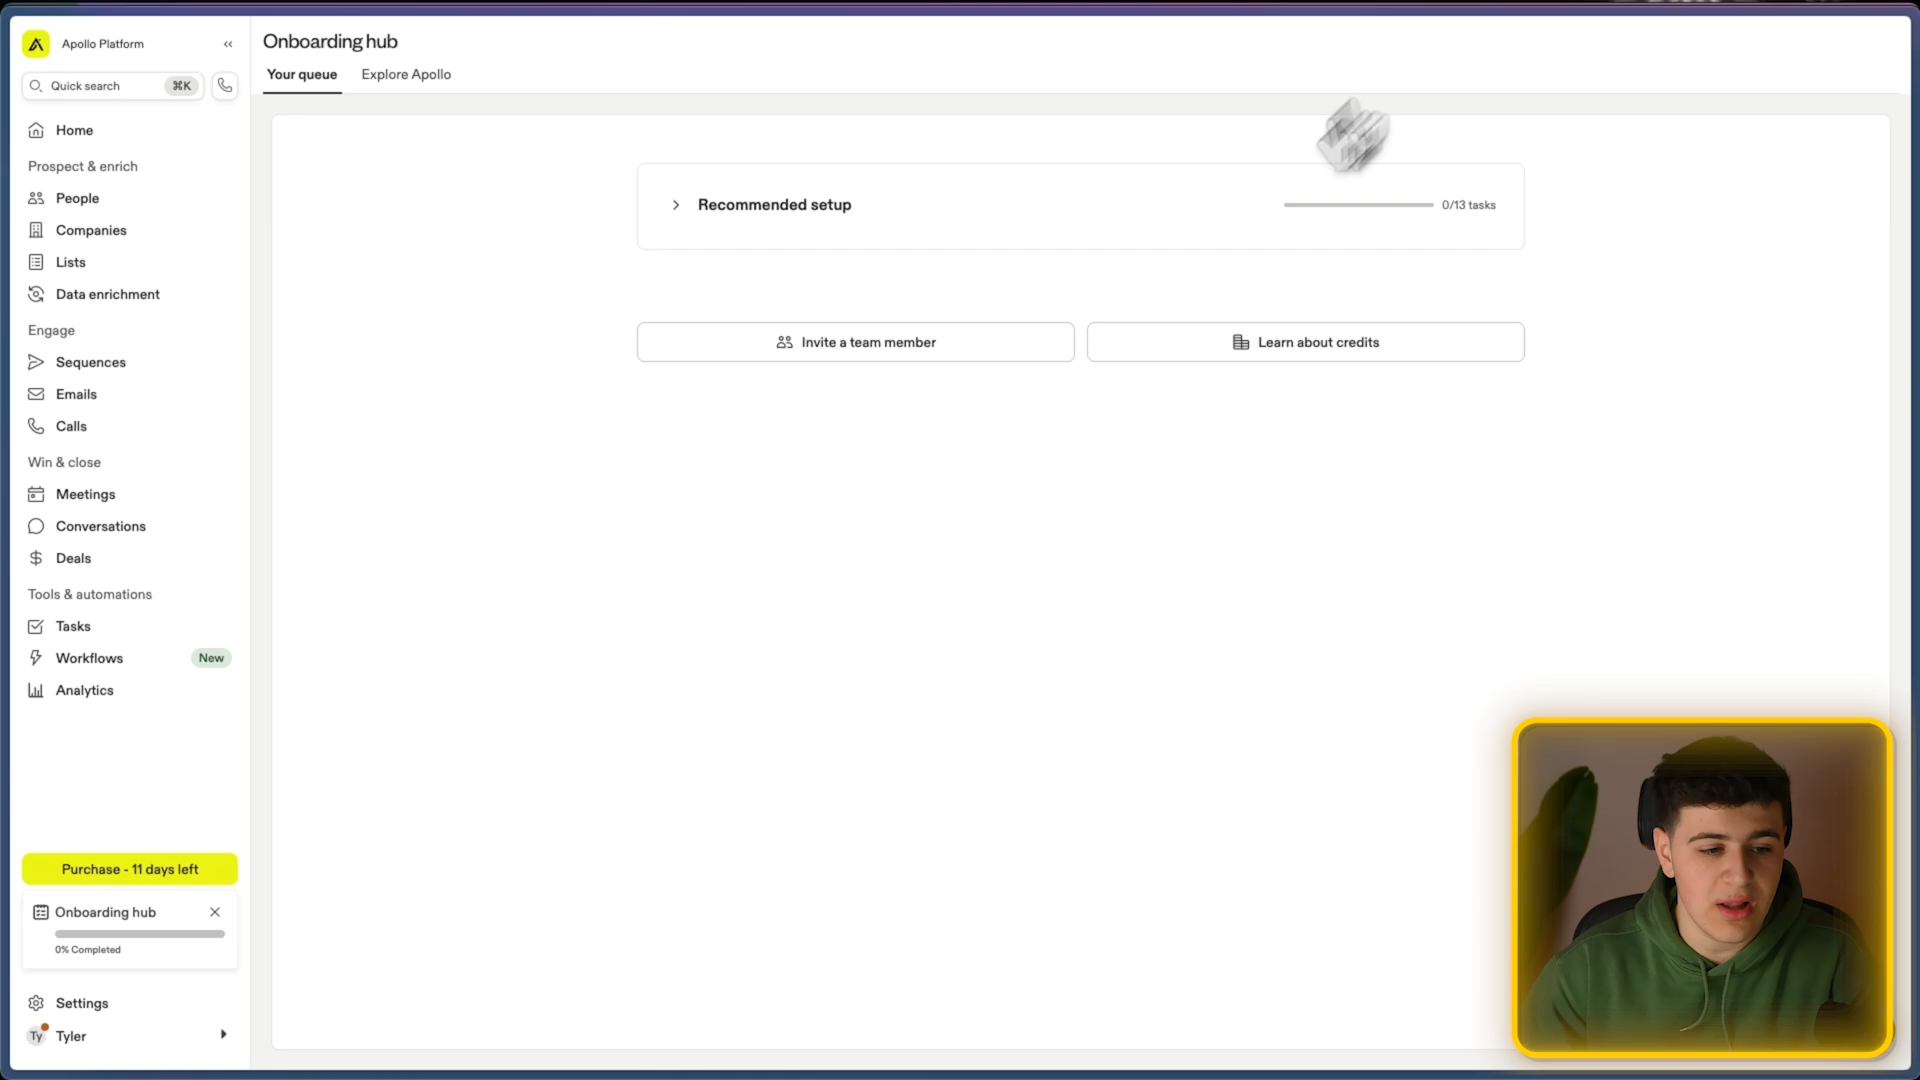 Apollo Platform
Quick search ⌘K
Home
Prospect & enrich
People
Companies
Lists
Data enrichment
Engage
Sequences
Emails
Calls
Win & close
Meetings
Conversations
Deals
Tools & automations
Tasks
Workflows New
Analytics
Purchase - 11 days left
Onboarding hub
0% Completed
Settings
Ty Tyler
Onboarding hub
Your queue Explore Apollo
Recommended setup 0/13 tasks
Invite a team member Learn about credits